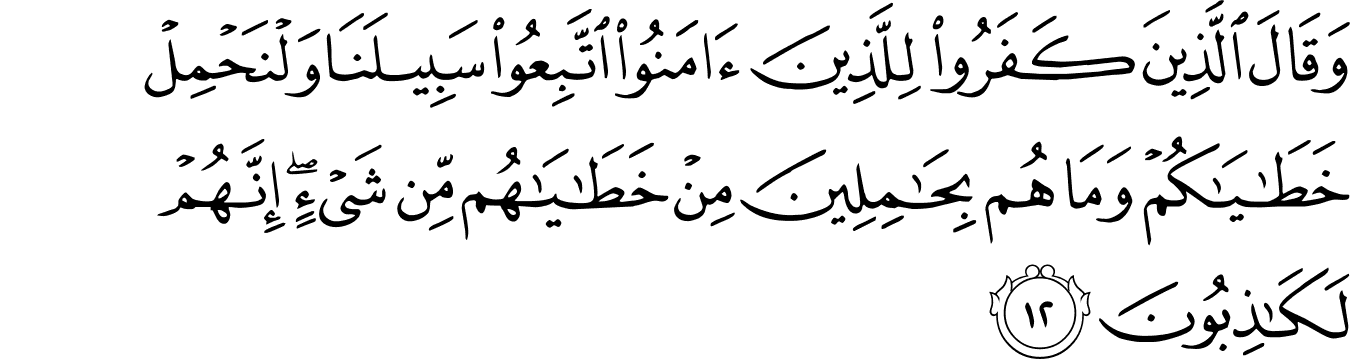 وَقَالَ ٱلَّذِينَ كَفَرُوا۟ لِلَّذِينَ ءَامَنُوا۟ ٱتَّبِعُوا۟ سَبِيلَنَا وَلْنَحْمِلْ
خَطَٰيَٰكُمْ وَمَا هُم بِحَٰمِلِينَ مِنْ خَطَٰيَٰهُم مِّن شَىْءٍ ۖ إِنَّهُمْ
لَكَٰذِبُونَ ١٢